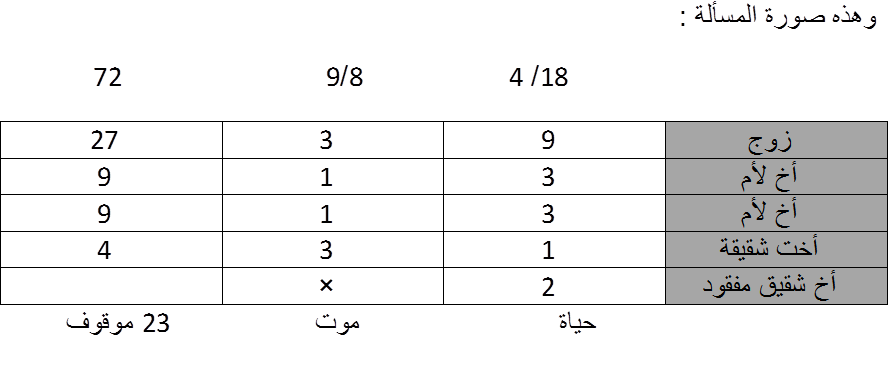 وهذه صورة المسألة :
4 /18 9/8 72
زوج 9 3 27
أخ لأم 3 1 9
أخ لأم 3 1 9
أخت شقيقة 1 3 4
أخ شقيق مفقود 2 ×
حياة موت 23 موقوف